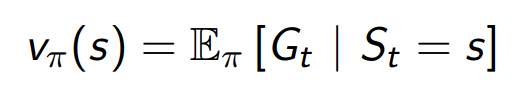 v_π(s) = 𝔼_π [G_t | S_t = s]